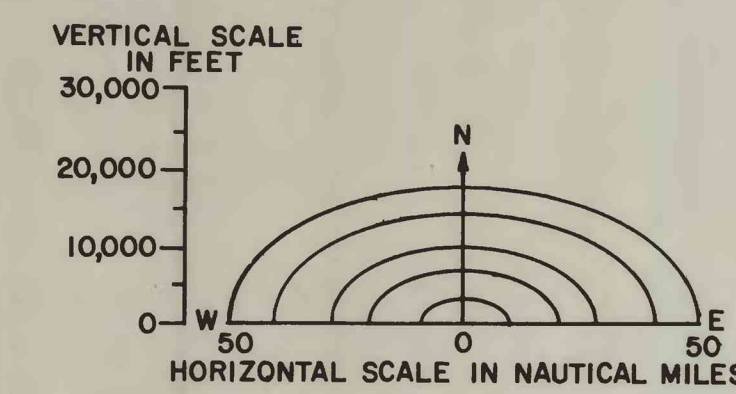 VERTICAL SCALE
IN FEET
30,000
N
20,000
10,000
0 W E
50 0 50
HORIZONTAL SCALE IN NAUTICAL MILES